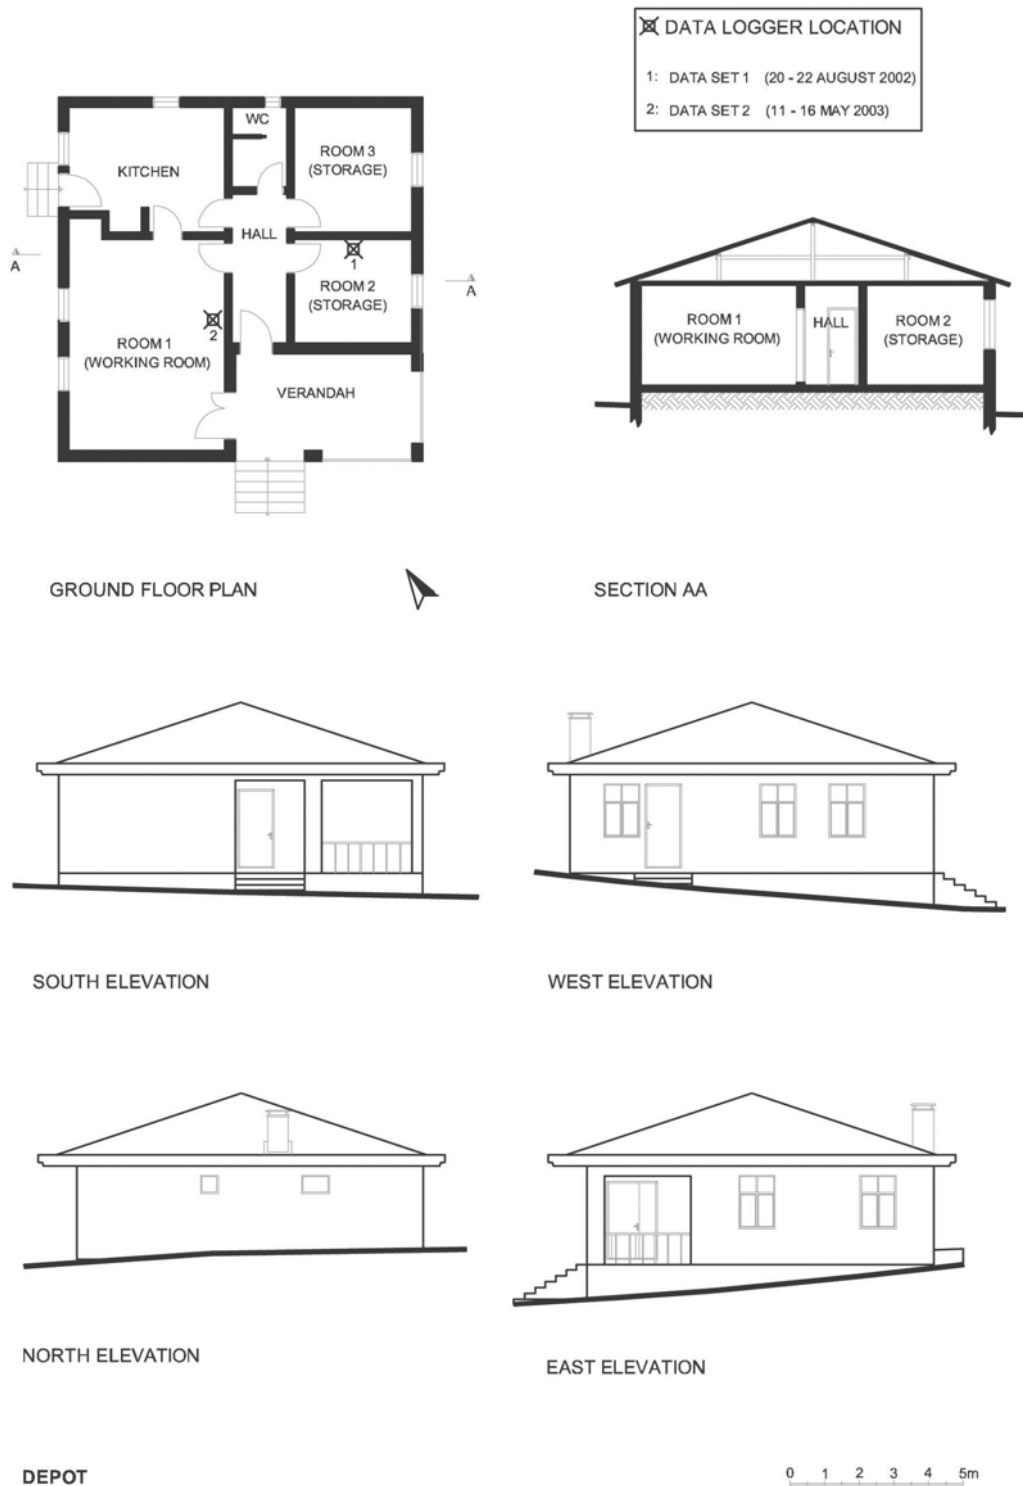 DATA LOGGER LOCATION
1: DATA SET 1 (20 - 22 AUGUST 2002)
2: DATA SET 2 (11 - 16 MAY 2003)
WC
ROOM 3
(STORAGE)
KITCHEN
HALL
A
1
A
ROOM 2
(STORAGE)
2
ROOM 1
(WORKING ROOM)
VERANDAH
ROOM 1
(WORKING ROOM)
HALL
ROOM 2
(STORAGE)
GROUND FLOOR PLAN
SECTION AA
SOUTH ELEVATION
WEST ELEVATION
NORTH ELEVATION
EAST ELEVATION
DEPOT
0 1 2 3 4 5m